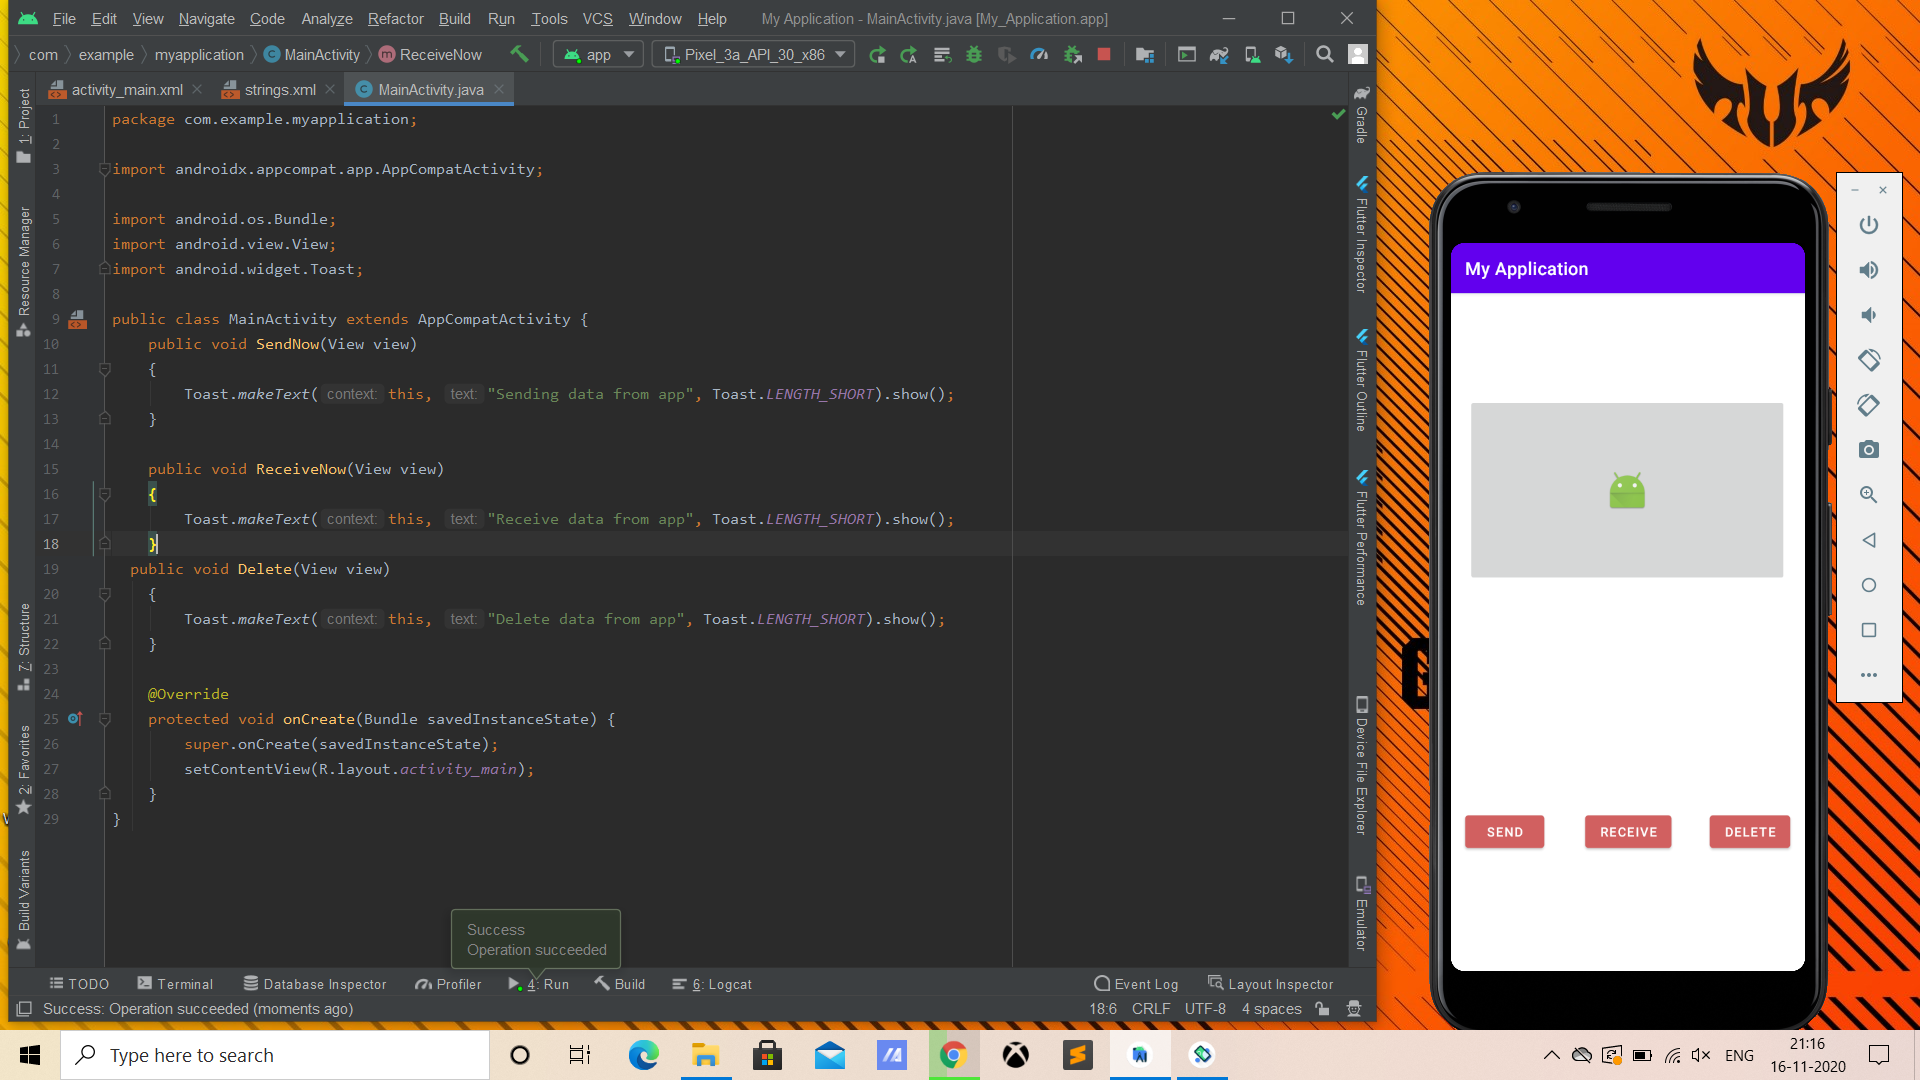 File Edit View Navigate Code Analyze Refactor Build Run Tools VCS Window Help My Application - MainActivity.java [My_Application.app]
com example myapplication C MainActivity m ReceiveNow app Pixel_3a_API_30_x86
activity_main.xml strings.xml C MainActivity.java
1: Project
Resource Manager
7: Structure
2: Favorites
Build Variants
1 package com.example.myapplication;
2
3 import androidx.appcompat.app.AppCompatActivity;
4
5 import android.os.Bundle;
6 import android.view.View;
7 import android.widget.Toast;
8
9 public class MainActivity extends AppCompatActivity {
10 public void SendNow(View view)
11 {
12 Toast.makeText( context: this, text: "Sending data from app", Toast.LENGTH_SHORT).show();
13 }
14
15 public void ReceiveNow(View view)
16 {
17 Toast.makeText( context: this, text: "Receive data from app", Toast.LENGTH_SHORT).show();
18 }
19 public void Delete(View view)
20 {
21 Toast.makeText( context: this, text: "Delete data from app", Toast.LENGTH_SHORT).show();
22 }
23
24 @Override
25 protected void onCreate(Bundle savedInstanceState) {
26 super.onCreate(savedInstanceState);
27 setContentView(R.layout.activity_main);
28 }
29 }
Gradle
Flutter Inspector
Flutter Outline
Flutter Performance
Device File Explorer
Emulator
My Application
SEND RECEIVE DELETE
Success
Operation succeeded
TODO Terminal Database Inspector Profiler 4: Run Build 6: Logcat Event Log Layout Inspector
Success: Operation succeeded (moments ago) 18:6 CRLF UTF-8 4 spaces
Type here to search ENG 21:16
16-11-2020